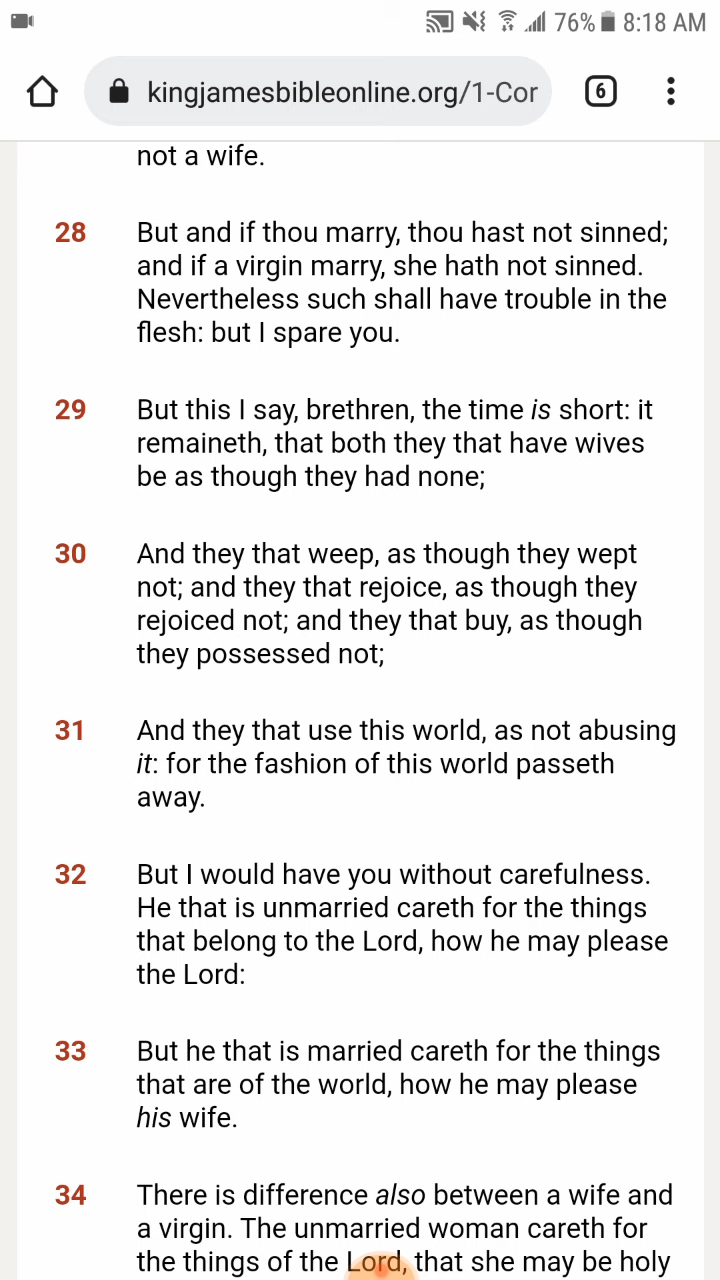 76% 8:18 AM
kingjamesbibleonline.org/1-Cor 6
not a wife.
28 But and if thou marry, thou hast not sinned;
and if a virgin marry, she hath not sinned.
Nevertheless such shall have trouble in the
flesh: but I spare you.
29 But this I say, brethren, the time is short: it
remaineth, that both they that have wives
be as though they had none;
30 And they that weep, as though they wept
not; and they that rejoice, as though they
rejoiced not; and they that buy, as though
they possessed not;
31 And they that use this world, as not abusing
it: for the fashion of this world passeth
away.
32 But I would have you without carefulness.
He that is unmarried careth for the things
that belong to the Lord, how he may please
the Lord:
33 But he that is married careth for the things
that are of the world, how he may please
his wife.
34 There is difference also between a wife and
a virgin. The unmarried woman careth for
the things of the Lord, that she may be holy